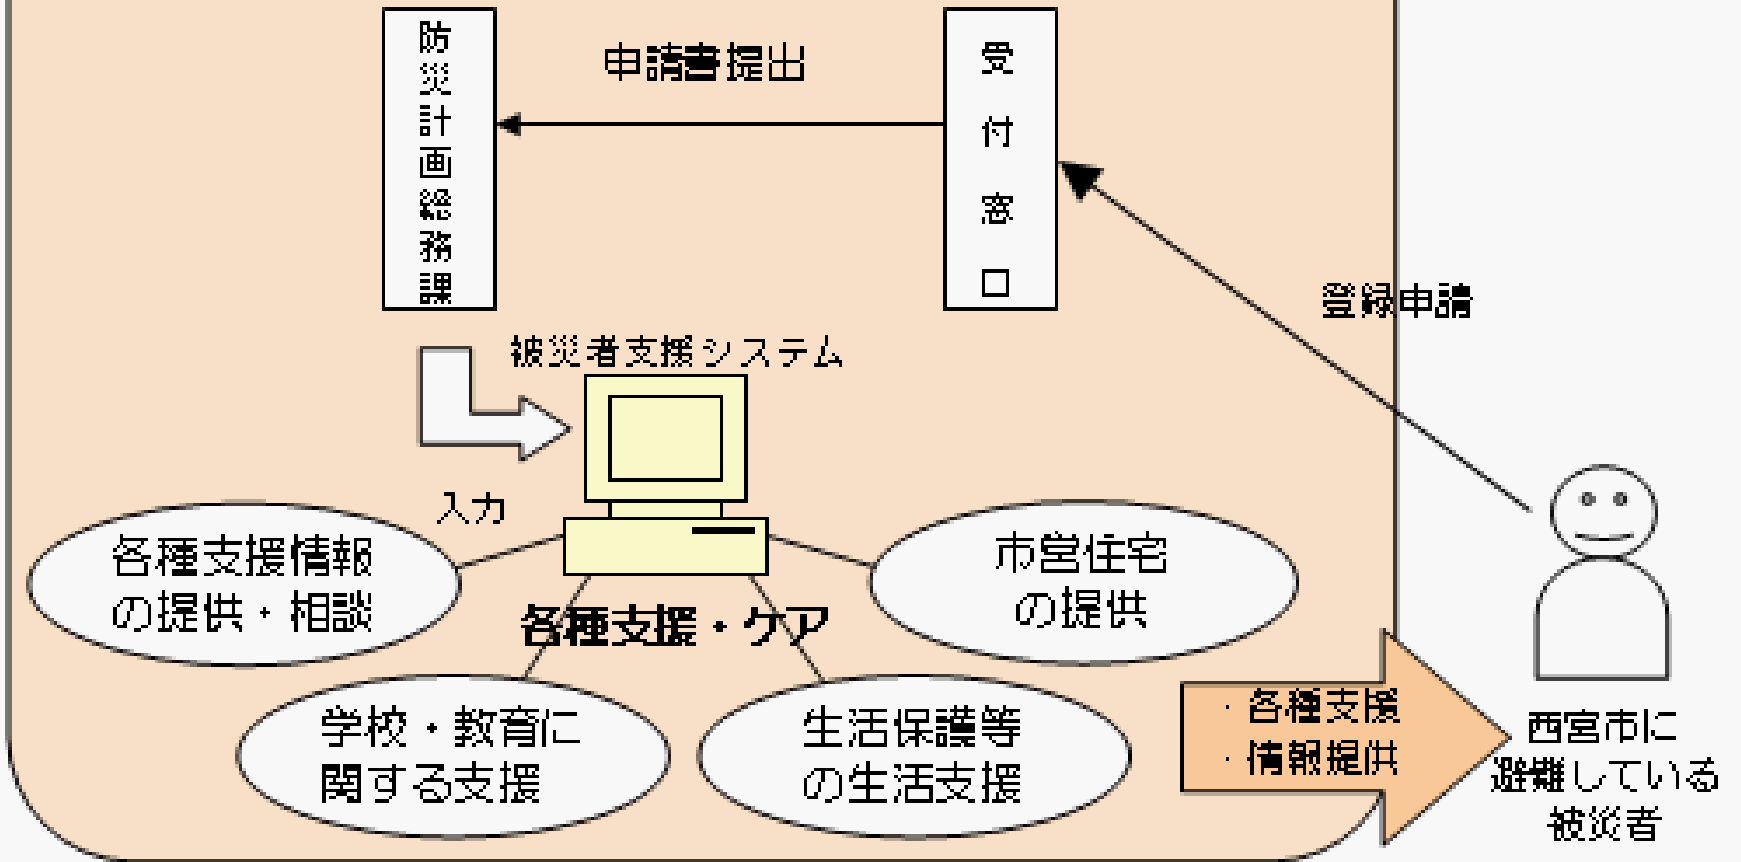 防災計画総務課
申請書提出
受付窓口
登録申請
被災者支援システム
入力
各種支援情報
の提供・相談
市営住宅
の提供
各種支援・ケア
学校・教育に
関する支援
生活保護等
の生活支援
・各種支援
・情報提供
西宮市に
避難している
被災者